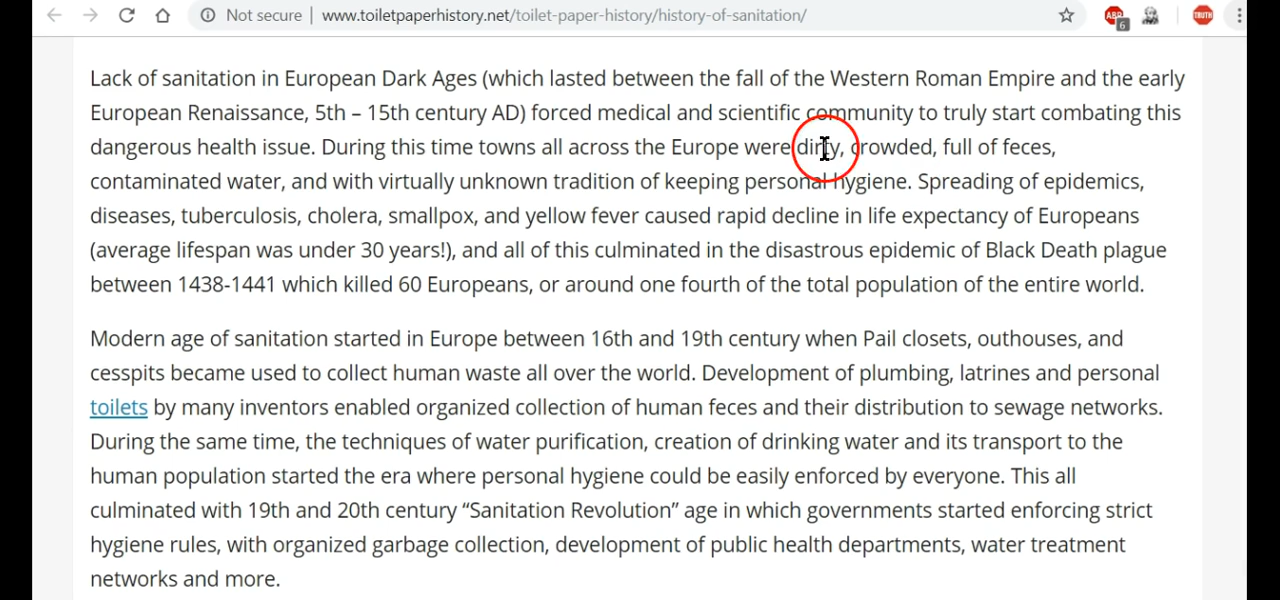 Not secure | www.toiletpaperhistory.net/toilet-paper-history/history-of-sanitation/
ABP
6
TRUTH
Lack of sanitation in European Dark Ages (which lasted between the fall of the Western Roman Empire and the early
European Renaissance, 5th – 15th century AD) forced medical and scientific community to truly start combating this
dangerous health issue. During this time towns all across the Europe were dirty, crowded, full of feces,
contaminated water, and with virtually unknown tradition of keeping personal hygiene. Spreading of epidemics,
diseases, tuberculosis, cholera, smallpox, and yellow fever caused rapid decline in life expectancy of Europeans
(average lifespan was under 30 years!), and all of this culminated in the disastrous epidemic of Black Death plague
between 1438-1441 which killed 60 Europeans, or around one fourth of the total population of the entire world.
Modern age of sanitation started in Europe between 16th and 19th century when Pail closets, outhouses, and
cesspits became used to collect human waste all over the world. Development of plumbing, latrines and personal
toilets by many inventors enabled organized collection of human feces and their distribution to sewage networks.
During the same time, the techniques of water purification, creation of drinking water and its transport to the
human population started the era where personal hygiene could be easily enforced by everyone. This all
culminated with 19th and 20th century “Sanitation Revolution” age in which governments started enforcing strict
hygiene rules, with organized garbage collection, development of public health departments, water treatment
networks and more.